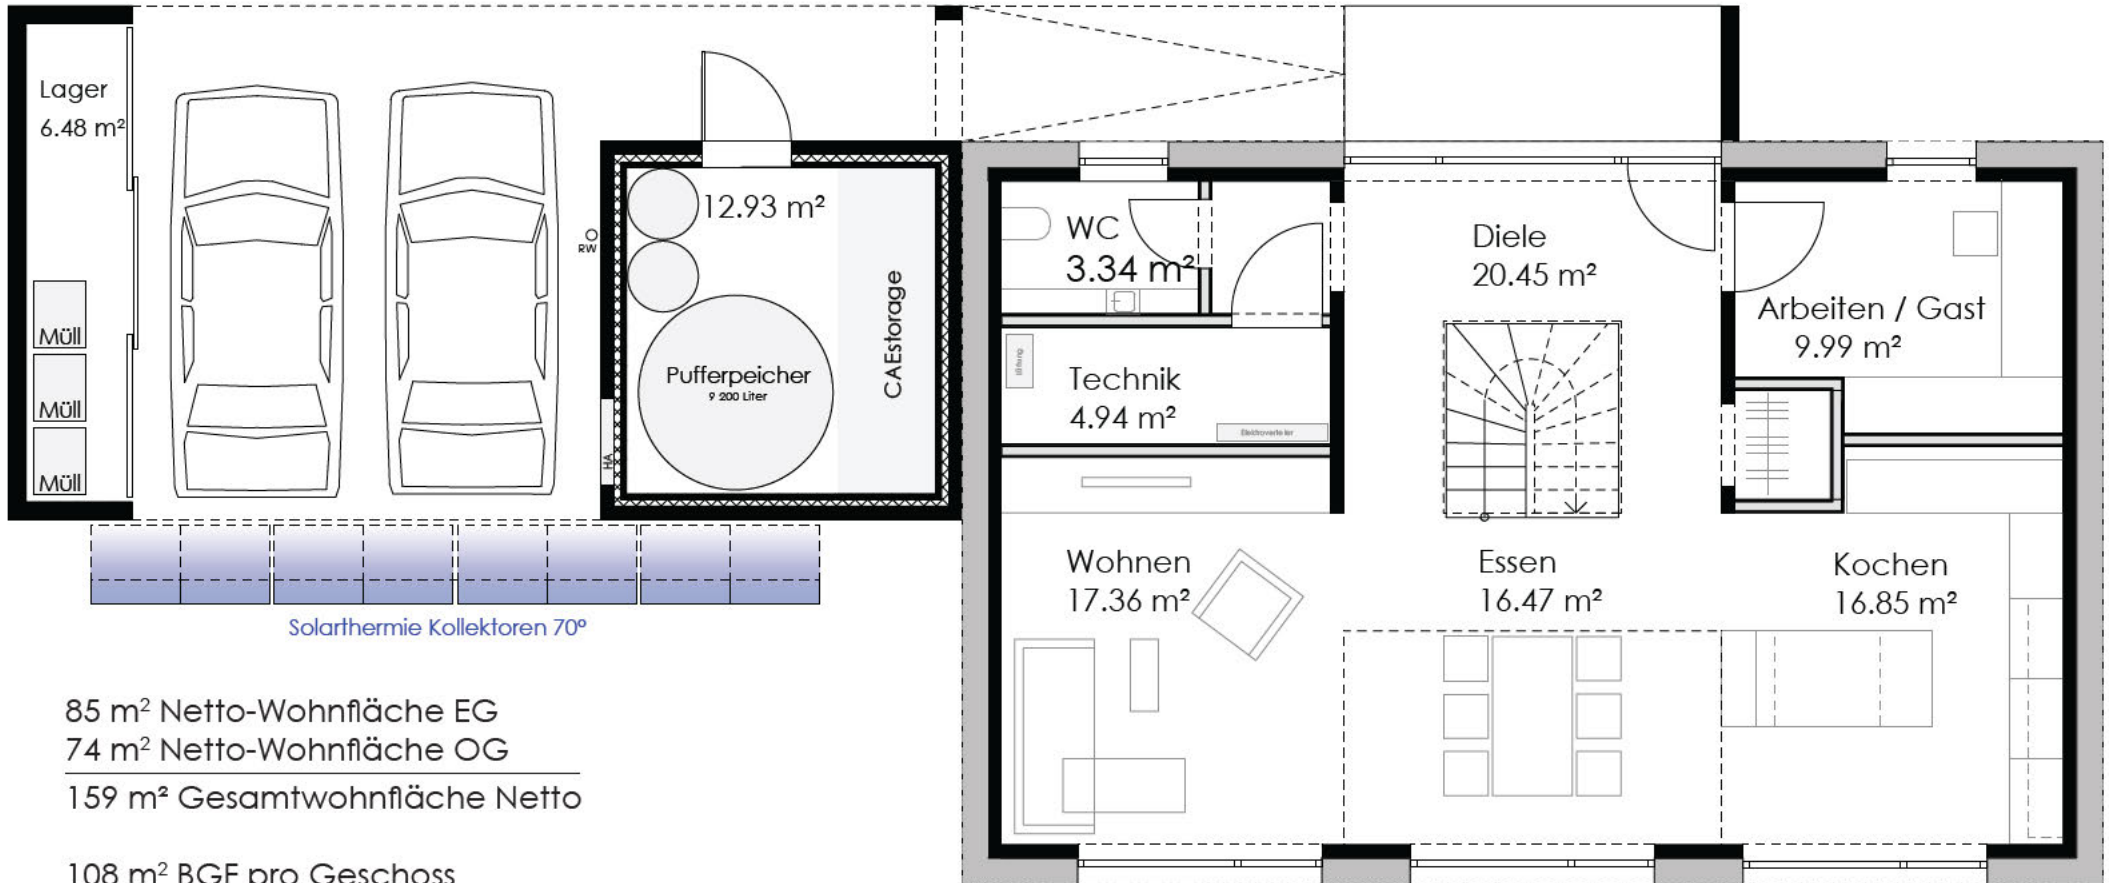 Lager
6.48 m²
Müll
Müll
Müll
RW
HA
12.93 m²
Pufferpeicher
9 200 Liter
CAEstorage
Solarthermie Kollektoren 70°
WC
3.34 m²
Technik
4.94 m²
Elektroverteiler
Diele
20.45 m²
Arbeiten / Gast
9.99 m²
Wohnen
17.36 m²
Essen
16.47 m²
Kochen
16.85 m²
85 m² Netto-Wohnfläche EG
74 m² Netto-Wohnfläche OG
159 m² Gesamtwohnfläche Netto
108 m² BGF pro Geschoss